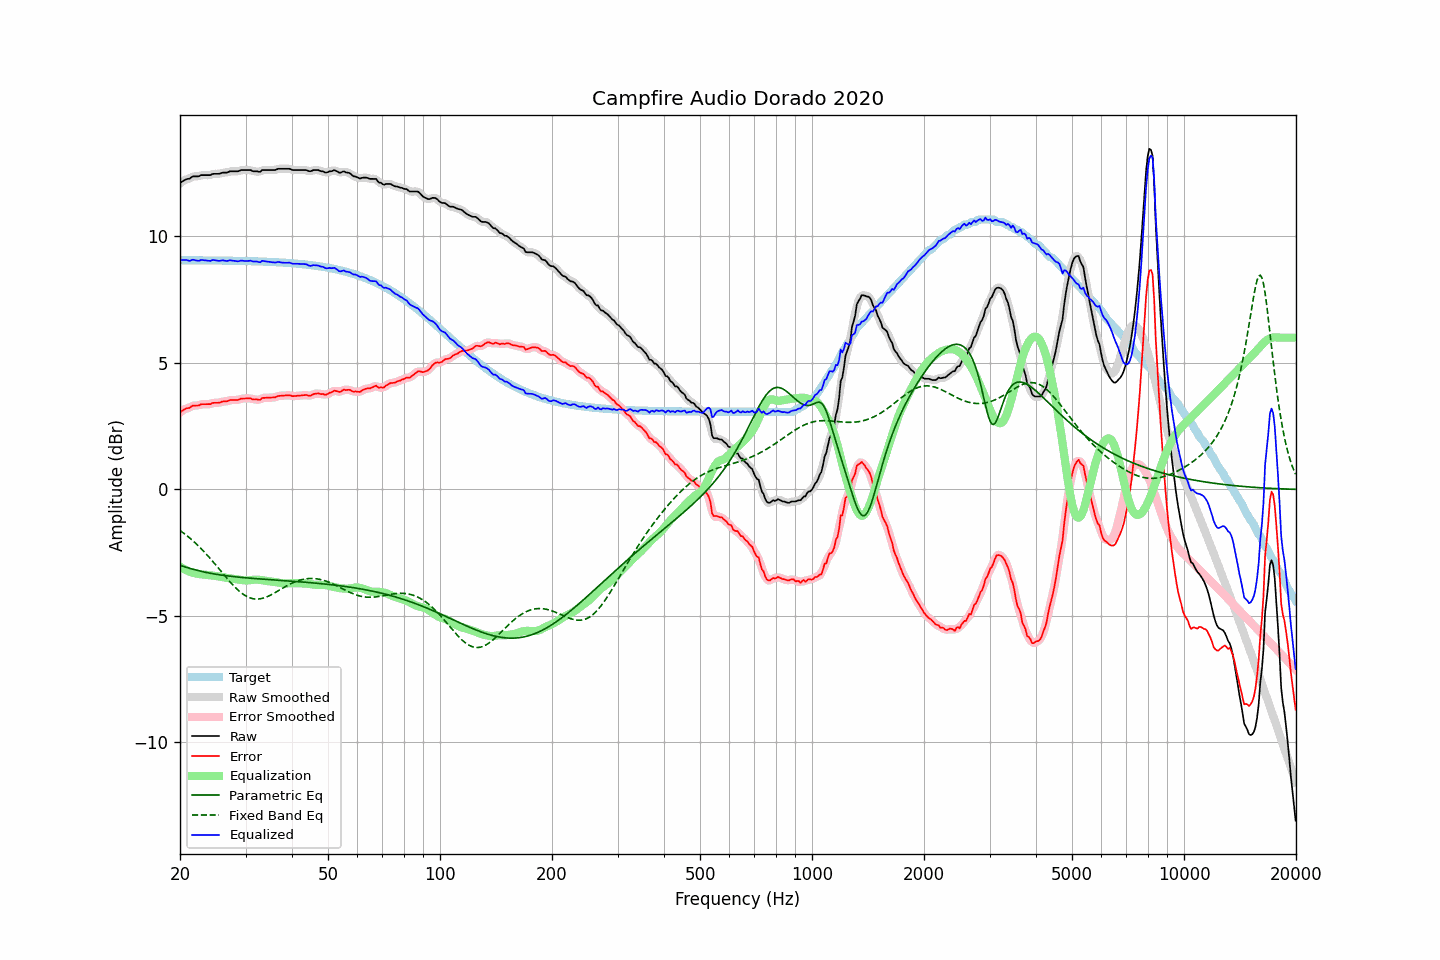 Campfire Audio Dorado 2020
Amplitude (dBr)
10
5
0
−5
−10
Target
Raw Smoothed
Error Smoothed
Raw
Error
Equalization
Parametric Eq
Fixed Band Eq
Equalized
20 50 100 200 500 1000 2000 5000 10000 20000
Frequency (Hz)